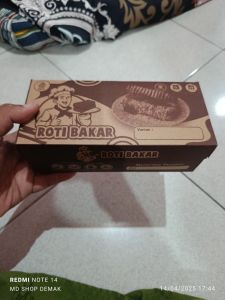 ROTI BAKAR
Varian :
ROTI BAKAR
REDMI NOTE 14
MD SHOP DEMAK
14/04/2025 17:44